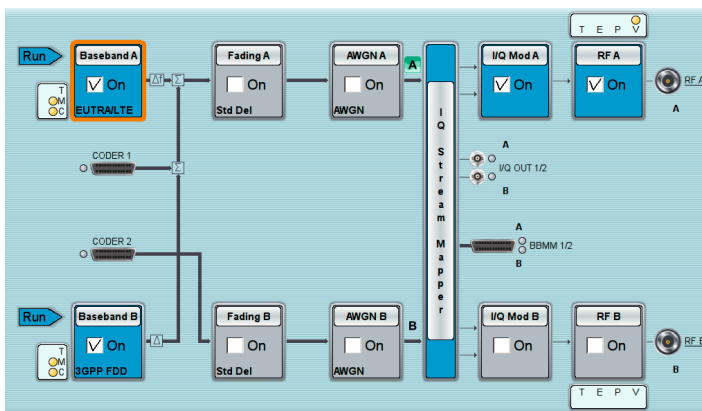 T E P V
Run
Baseband A
On
EUTRA/LTE
T
M
C
Δf
Σ
Fading A
On
Std Del
AWGN A
On
AWGN
A
I/Q Mod A
On
RF A
On
RF A
A
CODER 1
Σ
I
Q
S
t
r
e
a
m
M
a
p
p
e
r
A
I/Q OUT 1/2
B
CODER 2
A
BBMM 1/2
B
Run
Baseband B
On
3GPP FDD
T
M
C
Δ
Fading B
On
Std Del
AWGN B
On
AWGN
B
I/Q Mod B
On
RF B
On
RF B
B
T E P V